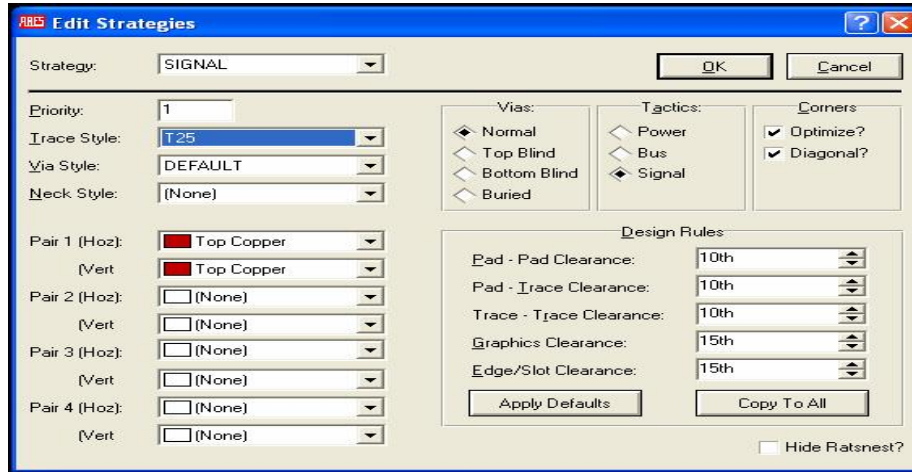 ARES Edit Strategies
Strategy: SIGNAL
OK
Cancel
Priority: 1
Trace Style: T25
Via Style: DEFAULT
Neck Style: (None)
Vias:
Normal
Top Blind
Bottom Blind
Buried
Tactics:
Power
Bus
Signal
Corners
Optimize?
Diagonal?
Pair 1 (Hoz): Top Copper
(Vert Top Copper
Pair 2 (Hoz): (None)
(Vert (None)
Pair 3 (Hoz): (None)
(Vert (None)
Pair 4 (Hoz): (None)
(Vert (None)
Design Rules
Pad - Pad Clearance: 10th
Pad - Trace Clearance: 10th
Trace - Trace Clearance: 10th
Graphics Clearance: 15th
Edge/Slot Clearance: 15th
Apply Defaults
Copy To All
Hide Ratsnest?